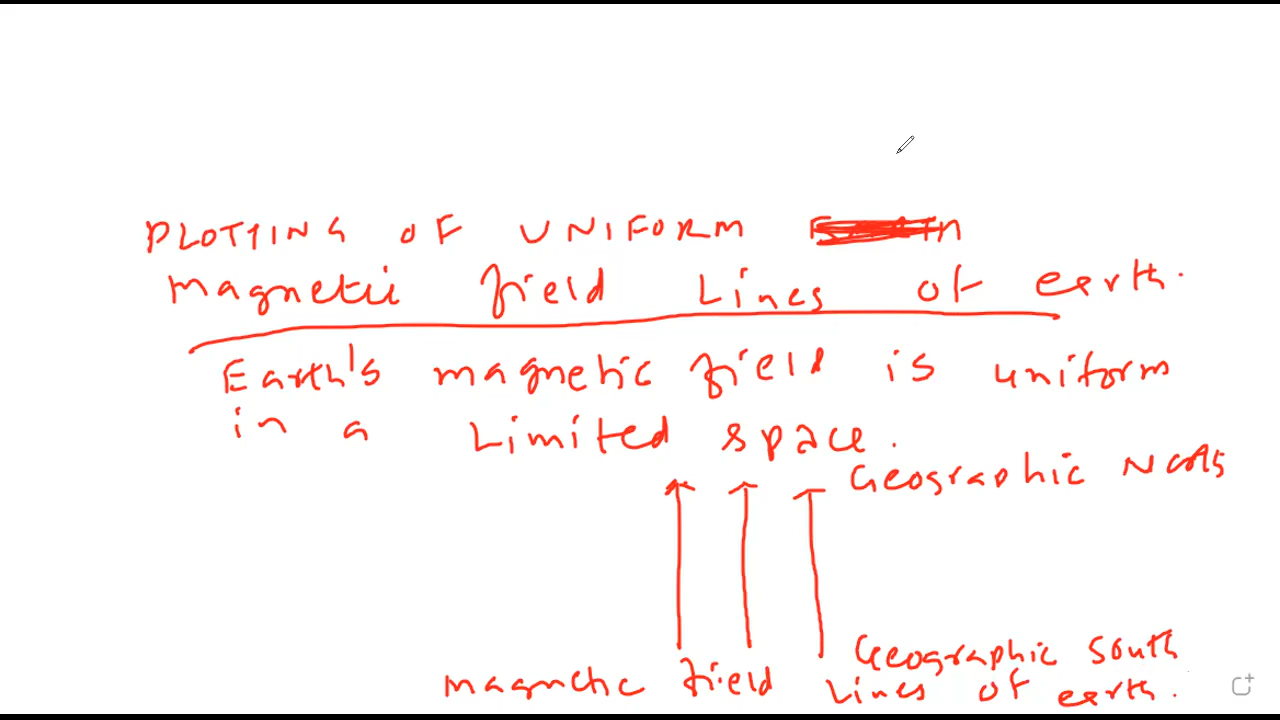 PLOTTING OF UNIFORM
magnetic field Lines of earth.
Earth's magnetic field is uniform
in a Limited space.
Geographic North
Geographic South
magnetic field Lines of earth.